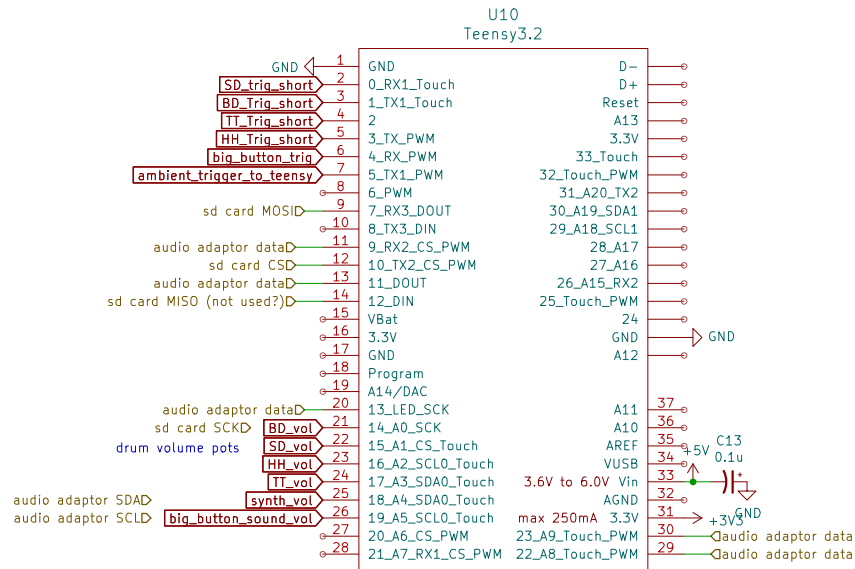 U10
Teensy3.2
GND 1 GND D-
SD_trig_short 2 0_RX1_Touch D+
BD_Trig_short 3 1_TX1_Touch Reset
TT_Trig_short 4 2 A13
HH_Trig_short 5 3_TX_PWM 3.3V
big_button_trig 6 4_RX_PWM 33_Touch
ambient_trigger_to_teensy 7 5_TX1_PWM 32_Touch_PWM
8 6_PWM 31_A20_TX2
sd card MOSI 9 7_RX3_DOUT 30_A19_SDA1
10 8_TX3_DIN 29_A18_SCL1
audio adaptor data 11 9_RX2_CS_PWM 28_A17
sd card CS 12 10_TX2_CS_PWM 27_A16
audio adaptor data 13 11_DOUT 26_A15_RX2
sd card MISO (not used?) 14 12_DIN 25_Touch_PWM
15 VBat 24
16 3.3V GND GND
17 GND A12
18 Program
19 A14/DAC
audio adaptor data 20 13_LED_SCK A11 37
sd card SCK BD_vol 21 14_A0_SCK A10 36
drum volume pots SD_vol 22 15_A1_CS_Touch AREF 35 +5V C13
HH_vol 23 16_A2_SCL0_Touch VUSB 34 0.1u
TT_vol 24 17_A3_SDA0_Touch 3.6V to 6.0V Vin 33 +
audio adaptor SDA synth_vol 25 18_A4_SDA0_Touch AGND 32 GND
audio adaptor SCL big_button_sound_vol 26 19_A5_SCL0_Touch max 250mA 3.3V 31 +3V3
27 20_A6_CS_PWM 23_A9_Touch_PWM 30 audio adaptor data
28 21_A7_RX1_CS_PWM 22_A8_Touch_PWM 29 audio adaptor data